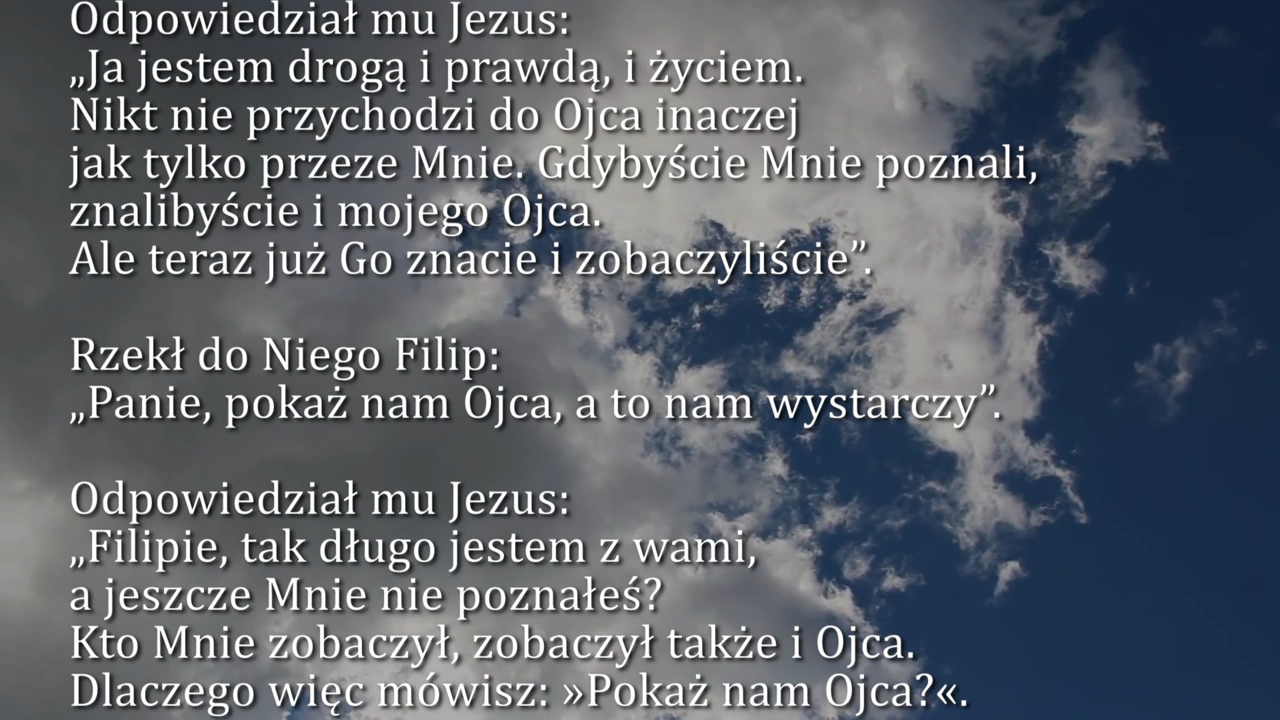 Odpowiedział mu Jezus:
„Ja jestem drogą i prawdą, i życiem.
Nikt nie przychodzi do Ojca inaczej
jak tylko przeze Mnie. Gdybyście Mnie poznali,
znalibyście i mojego Ojca.
Ale teraz już Go znacie i zobaczyliście”.
Rzekł do Niego Filip:
„Panie, pokaż nam Ojca, a to nam wystarczy”.
Odpowiedział mu Jezus:
„Filipie, tak długo jestem z wami,
a jeszcze Mnie nie poznałeś?
Kto Mnie zobaczył, zobaczył także i Ojca.
Dlaczego więc mówisz: »Pokaż nam Ojca?«.